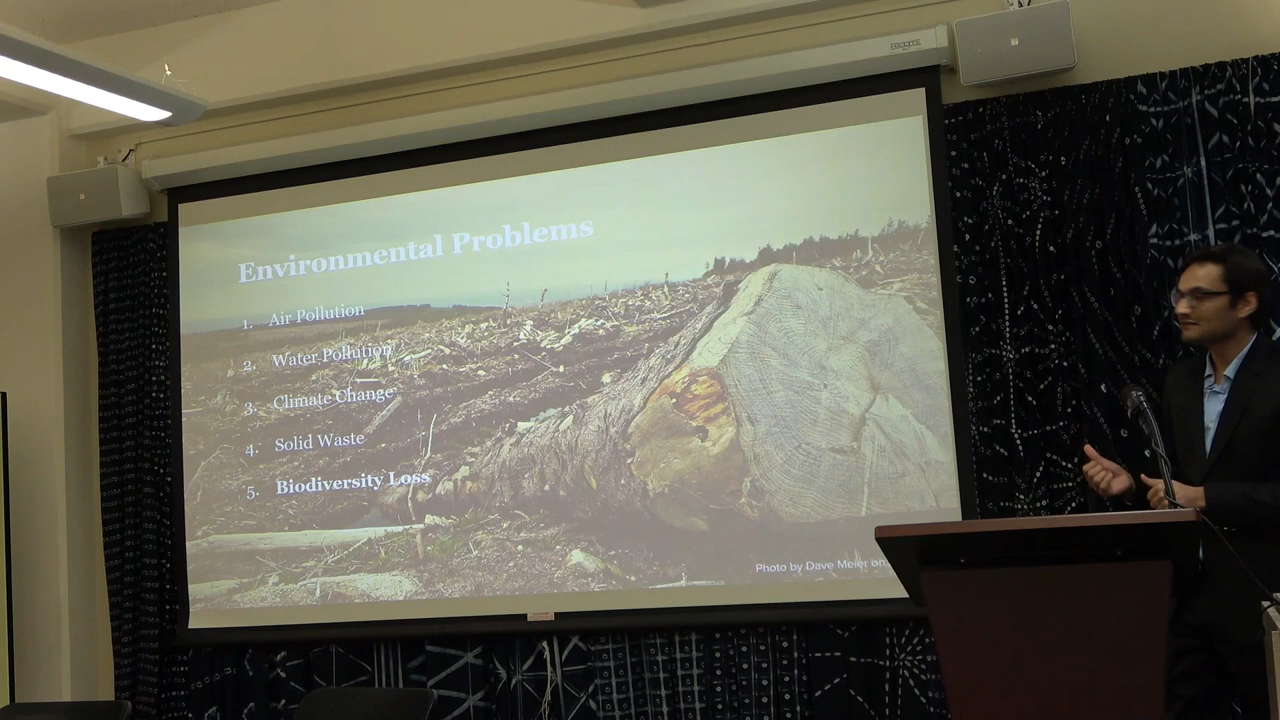 Environmental Problems
1. Air Pollution
2. Water Pollution
3. Climate Change
4. Solid Waste
5. Biodiversity Loss
Photo by Dave Meier on